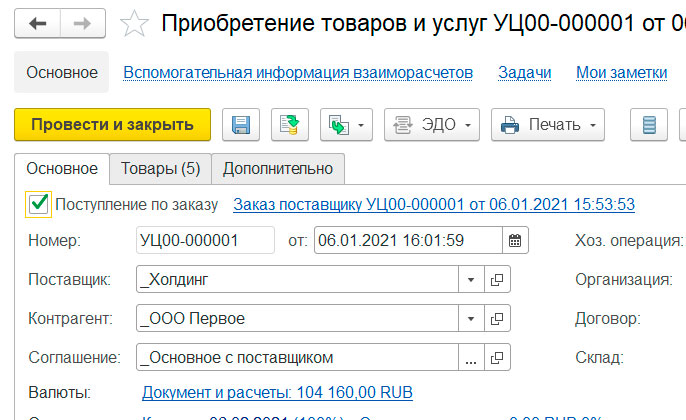 Приобретение товаров и услуг УЦ00-000001 от
Основное Вспомогательная информация взаиморасчетов Задачи Мои заметки
Провести и закрыть ЭДО Печать
Основное Товары (5) Дополнительно
Поступление по заказу Заказ поставщику УЦ00-000001 от 06.01.2021 15:53:53
Номер: УЦ00-000001 от: 06.01.2021 16:01:59 Хоз. операция:
Поставщик: _Холдинг Организация:
Контрагент: _ООО Первое Договор:
Соглашение: _Основное с поставщиком ... Склад:
Валюты: Документ и расчеты: 104 160,00 RUB